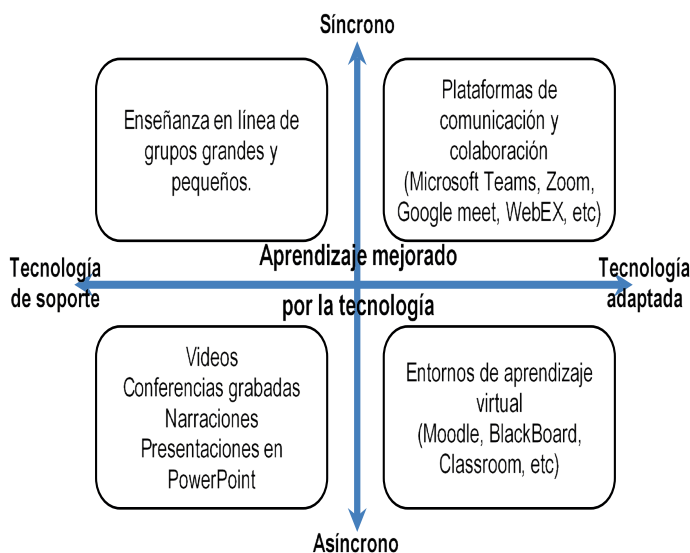 Síncrono
Enseñanza en línea de
grupos grandes y
pequeños.
Plataformas de
comunicación y
colaboración
(Microsoft Teams, Zoom,
Google meet, WebEX, etc)
Tecnología
de soporte
Aprendizaje mejorado
por la tecnología
Tecnología
adaptada
Videos
Conferencias grabadas
Narraciones
Presentaciones en
PowerPoint
Entornos de aprendizaje
virtual
(Moodle, BlackBoard,
Classroom, etc)
Asíncrono